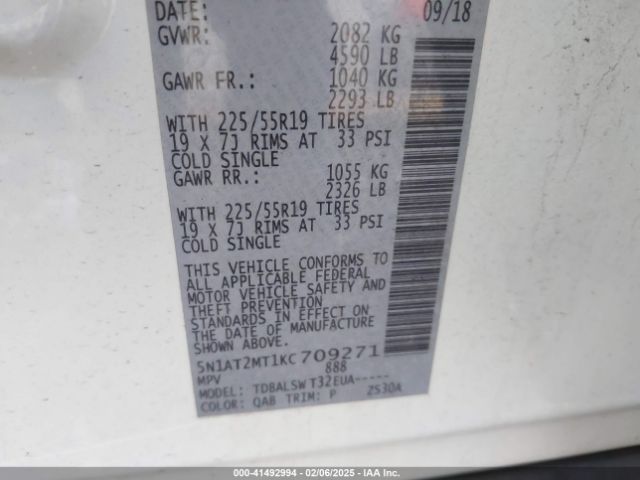 DATE: 09/18
GVWR: 2082 KG
4590 LB
GAWR FR.: 1040 KG
2293 LB
WITH 225/55R19 TIRES
19 X 7J RIMS AT 33 PSI
COLD SINGLE
GAWR RR.: 1055 KG
2326 LB
WITH 225/55R19 TIRES
19 X 7J RIMS AT 33 PSI
COLD SINGLE
THIS VEHICLE CONFORMS TO
ALL APPLICABLE FEDERAL
MOTOR VEHICLE SAFETY AND
THEFT PREVENTION
STANDARDS IN EFFECT ON
THE DATE OF MANUFACTURE
SHOWN ABOVE.
5N1AT2MT1KC709271
MPV 888
MODEL: TDBALSWT32EUA-----
COLOR: QAB TRIM: P ZS30A
000-41492994 - 02/06/2025 - IAA Inc.